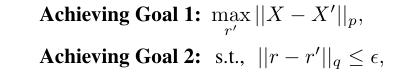 Achieving Goal 1: max_{r'} ||X − X'||_p,
Achieving Goal 2: s.t., ||r − r'||_q ≤ ϵ,